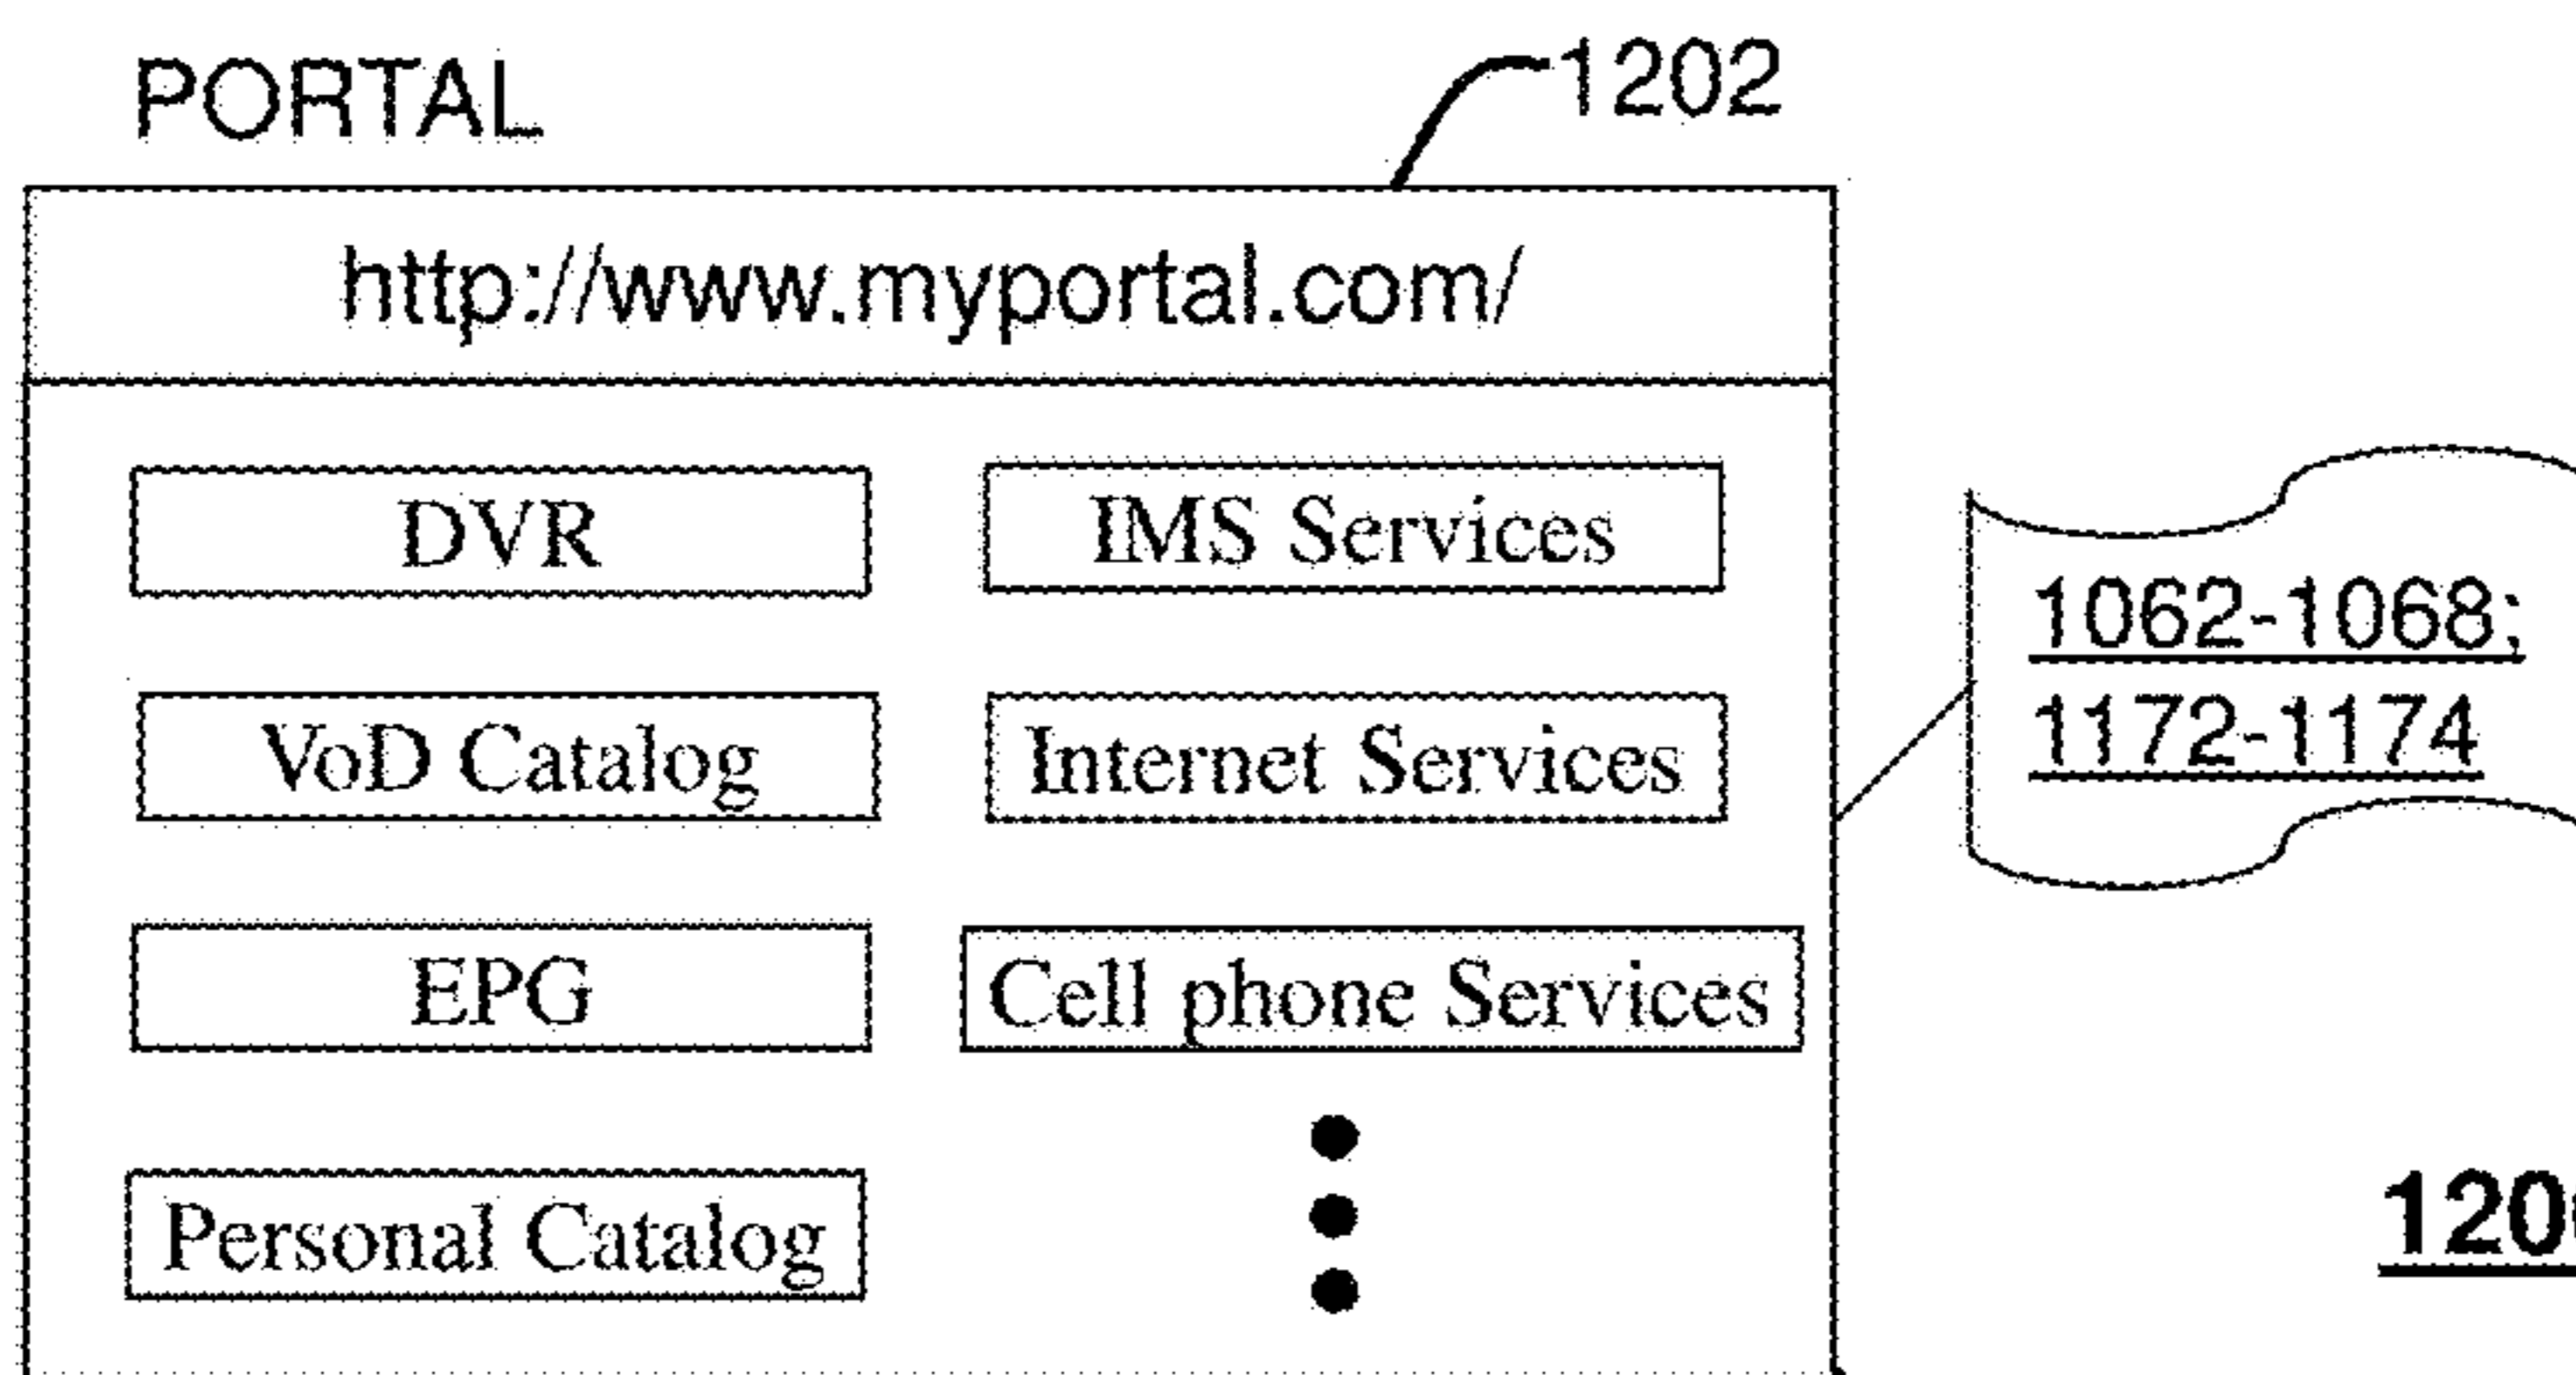 PORTAL
1202
http://www.myportal.com/
DVR
IMS Services
1062-1068;
VoD Catalog
Internet Services
1172-1174
EPG
Cell phone Services
Personal Catalog